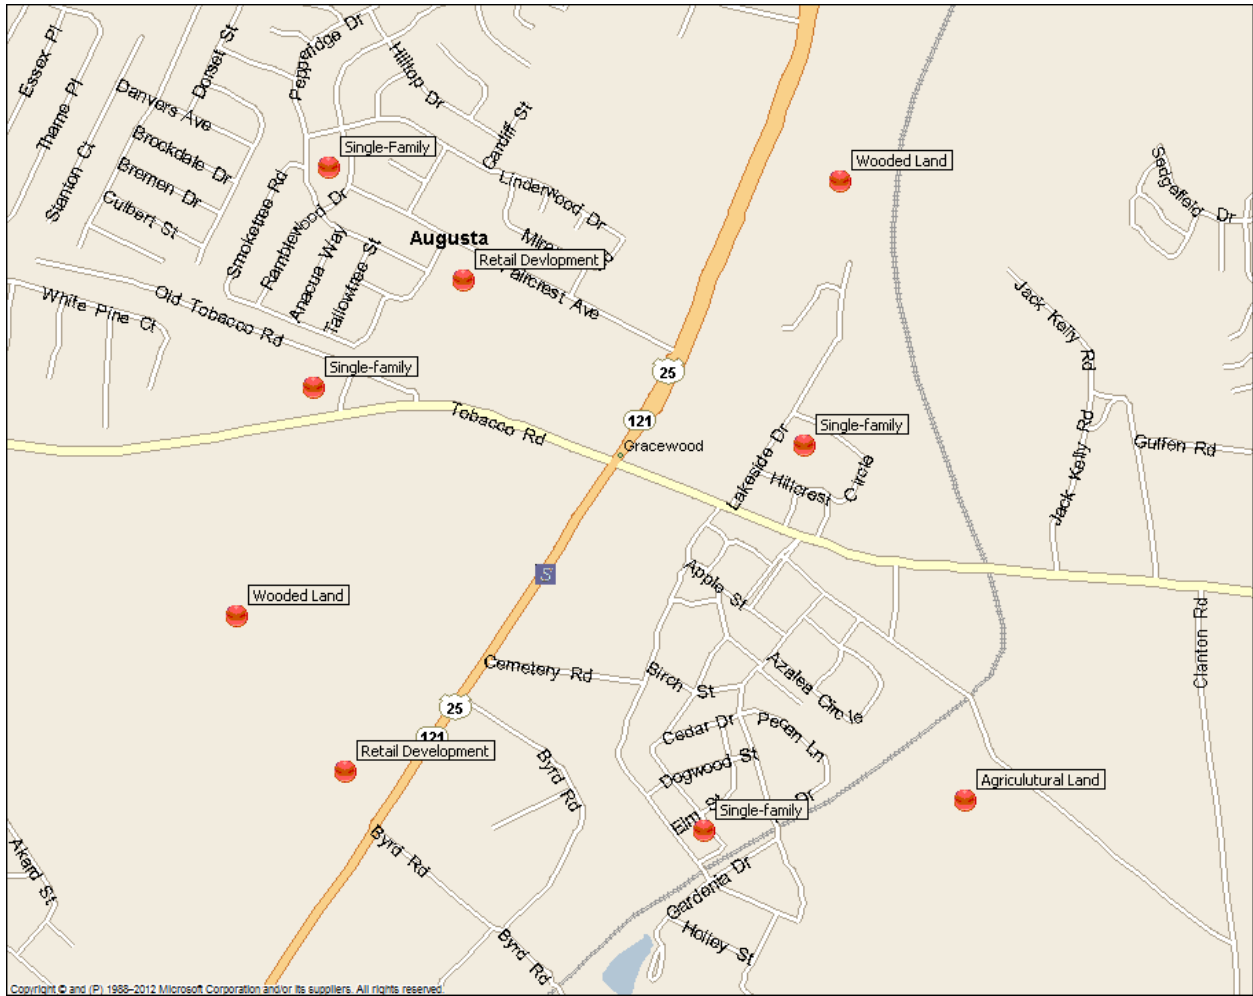 Essex Pl
Thame Pl
Stanton Ct
Dorset St
Danvers Ave
Brockdale Dr
Bremen Dr
Culbert St
Pepperidge Dr
Hilltop Dr
Cardiff St
Single-Family
Linderwood Dr
Smoketree Rd
Ramblewood Dr
Anacua Way
Tallowtree St
Augusta
Retail Devlopment
Faircrest Ave
Wooded Land
Sedgefield Dr
White Pine Ct
Old Tobacco Rd
Single-family
Tobacco Rd
25
121
Gracewood
Jack Kelly Rd
Jack Kelly Rd
Guffen Rd
Single-family
Lakeside Dr
Hillcrest
Circle
S
Apple St
Wooded Land
Cemetery Rd
Birch St
Azalea Circle
Clanton Rd
25
121
Retail Development
Cedar Dr
Pecan Ln
Dogwood St
Byrd Rd
Elm St
Dr
Single-family
Agriculutural Land
Akard St
Byrd Rd
Gardenia Dr
Holley St
Byrd Rd
Copyright © and (P) 1988–2012 Microsoft Corporation and/or its suppliers. All rights reserved.